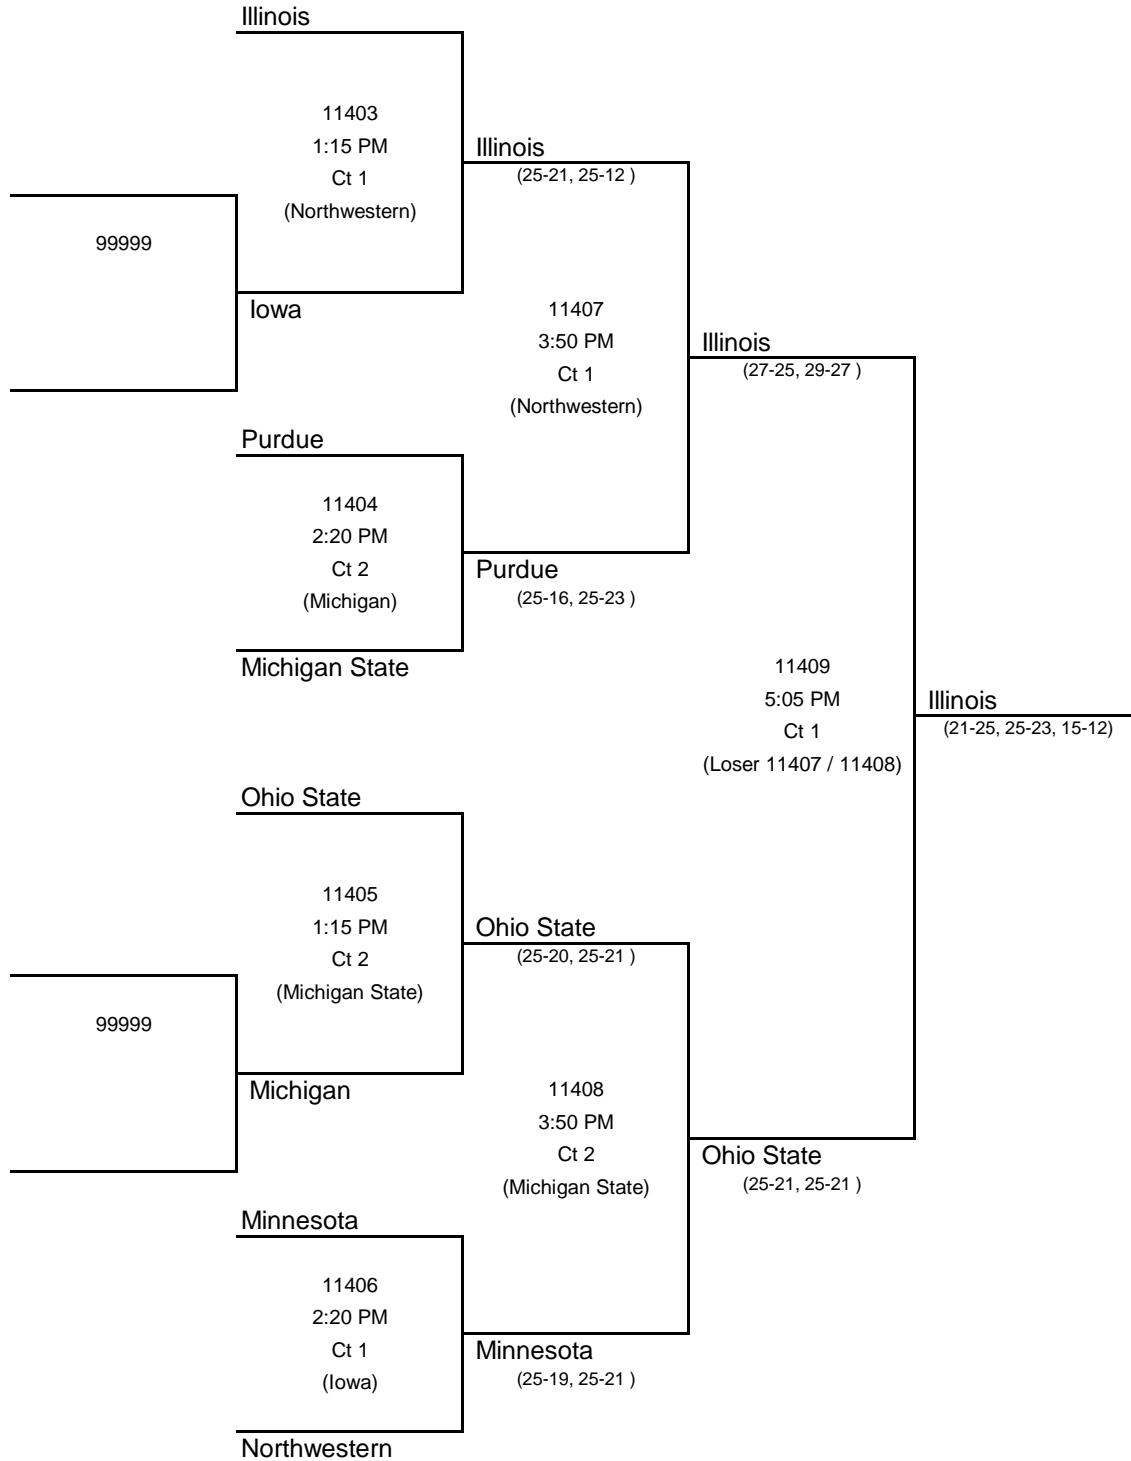 Illinois
11403
1:15 PM
Ct 1
(Northwestern)
Illinois
(25-21, 25-12 )
99999
Iowa
11407
3:50 PM
Ct 1
(Northwestern)
Illinois
(27-25, 29-27 )
Purdue
11404
2:20 PM
Ct 2
(Michigan)
Purdue
(25-16, 25-23 )
Michigan State
11409
5:05 PM
Ct 1
(Loser 11407 / 11408)
Illinois
(21-25, 25-23, 15-12)
Ohio State
11405
1:15 PM
Ct 2
(Michigan State)
Ohio State
(25-20, 25-21 )
99999
Michigan
11408
3:50 PM
Ct 2
(Michigan State)
Ohio State
(25-21, 25-21 )
Minnesota
11406
2:20 PM
Ct 1
(Iowa)
Minnesota
(25-19, 25-21 )
Northwestern